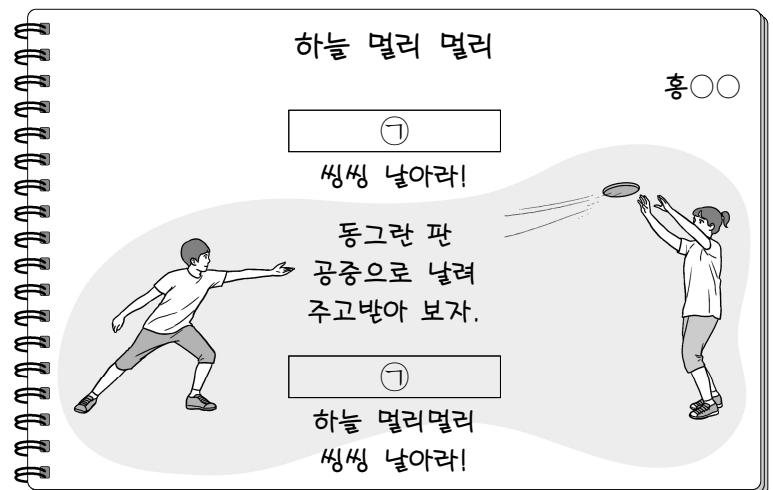 하늘 멀리 멀리
홍○○
㉠
씽씽 날아라!
동그란 판
공중으로 날려
주고받아 보자.
㉠
하늘 멀리멀리
씽씽 날아라!